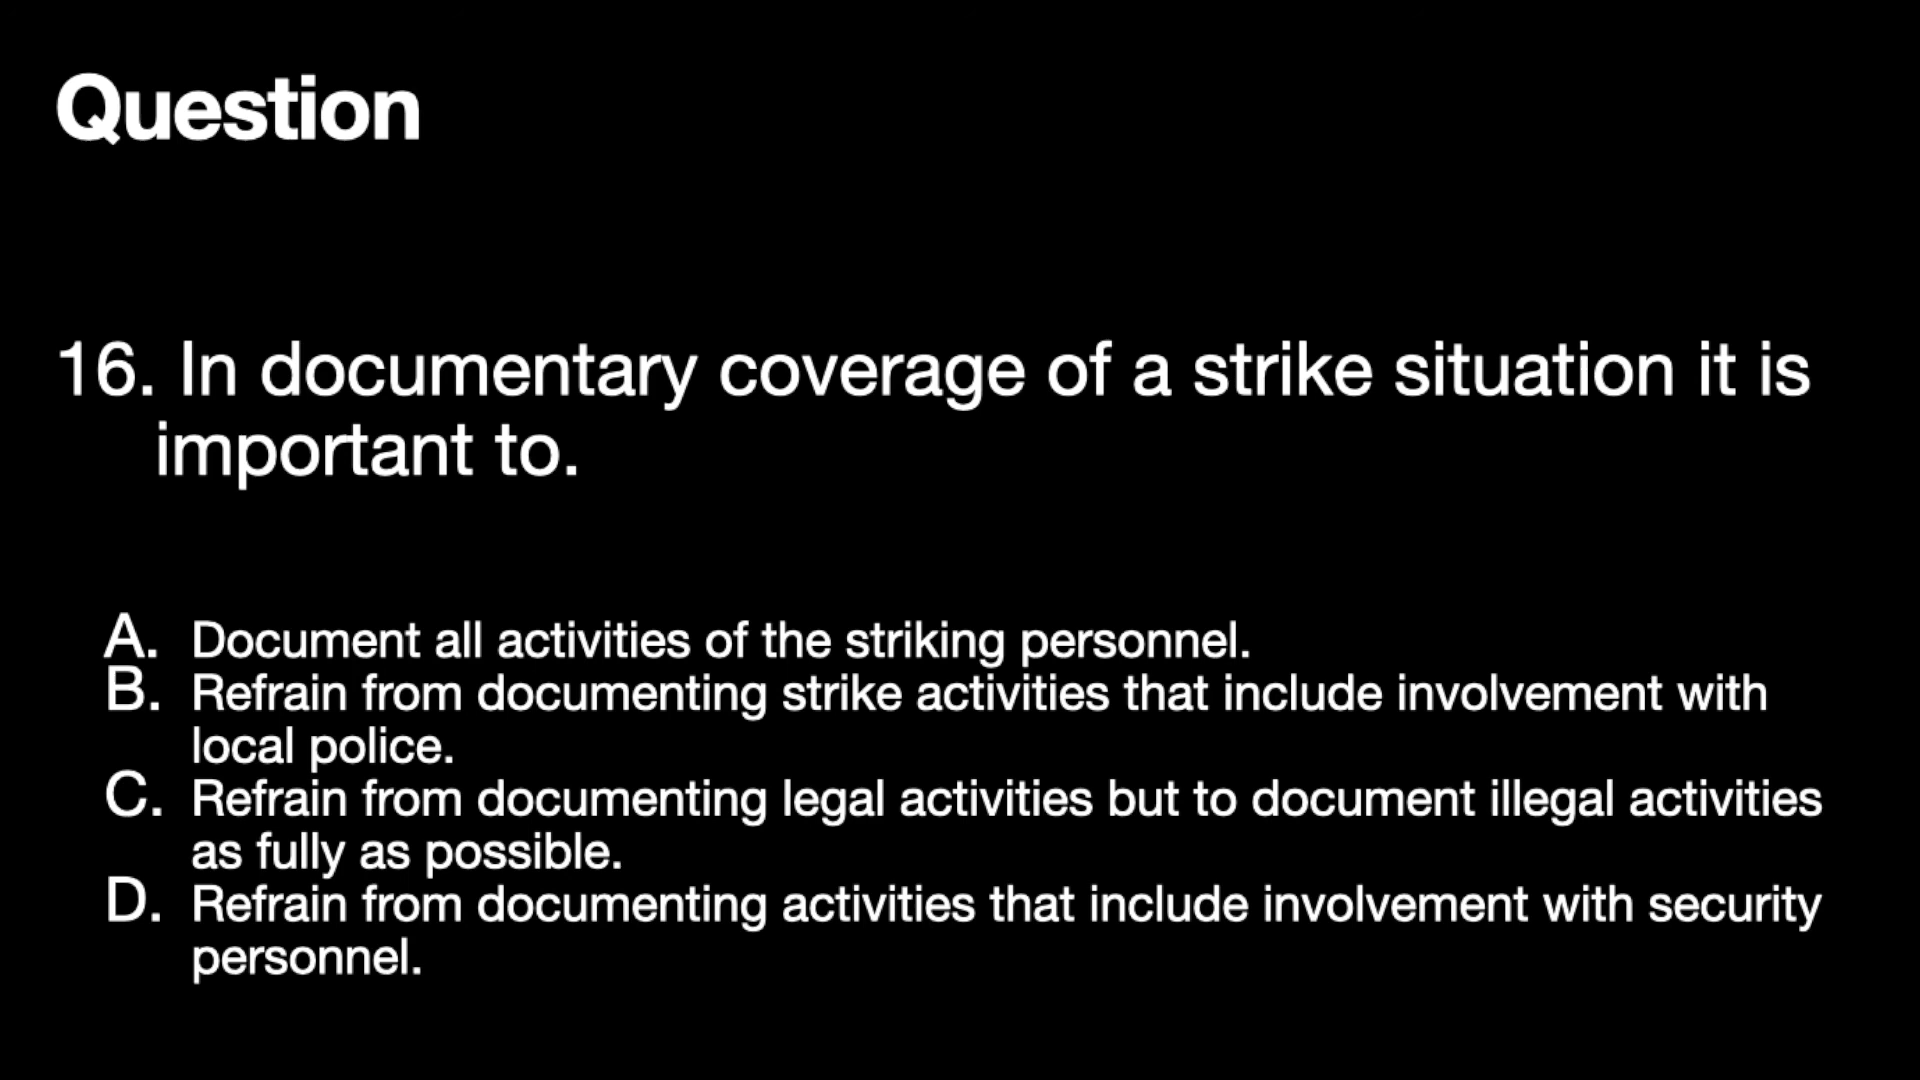 Question
16. In documentary coverage of a strike situation it is
important to.
A. Document all activities of the striking personnel.
B. Refrain from documenting strike activities that include involvement with
local police.
C. Refrain from documenting legal activities but to document illegal activities
as fully as possible.
D. Refrain from documenting activities that include involvement with security
personnel.